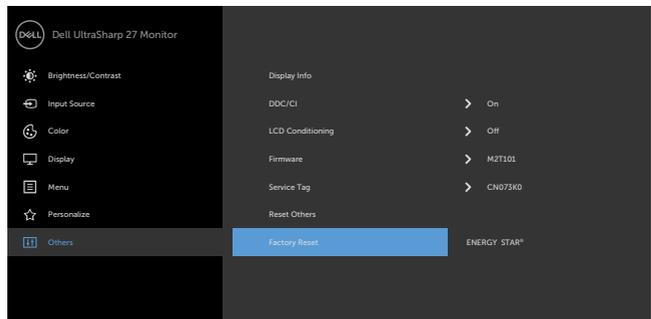 DELL Dell UltraSharp 27 Monitor
Brightness/Contrast
Input Source
Color
Display
Menu
Personalize
Others
Display Info
DDC/CI On
LCD Conditioning Off
Firmware M2T101
Service Tag CN073K0
Reset Others
Factory Reset ENERGY STAR®